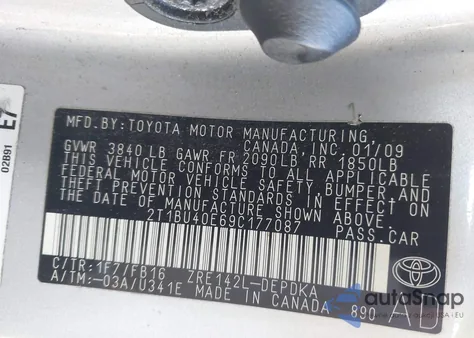 MFD.BY:TOYOTA MOTOR MANUFACTURING
CANADA, INC. 01/09
GVWR 3840 LB GAWR FR 2090LB RR 1850LB
THIS VEHICLE CONFORMS TO ALL APPLICABLE
FEDERAL MOTOR VEHICLE SAFETY, BUMPER, AND
THEFT PREVENTION STANDARDS IN EFFECT ON
THE DATE OF MANUFACTURE SHOWN ABOVE.
2T1BU40E69C177087 PASS.CAR
C/TR:1F7/FB16 ZRE142L-DEPDKA
A/TM:-03A/U341E MADE IN CANADA 890
TOYOTA
AD
E7
02B91
autoSnap